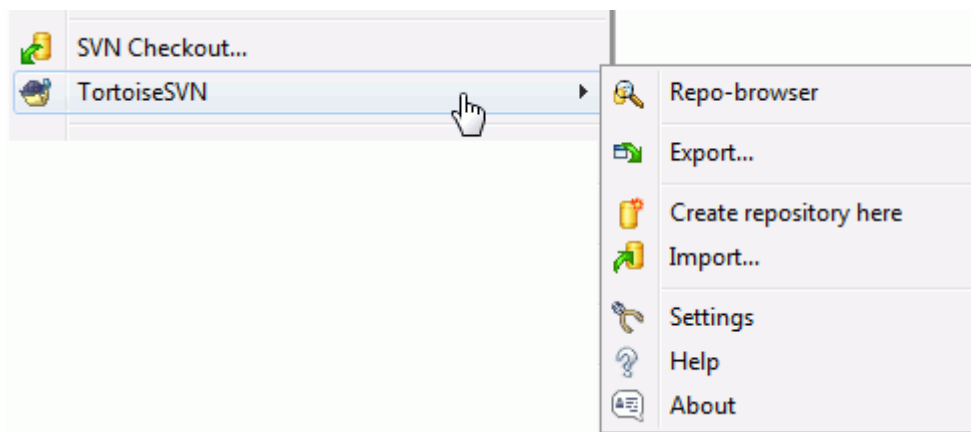 SVN Checkout...
TortoiseSVN
Repo-browser
Export...
Create repository here
Import...
Settings
Help
About